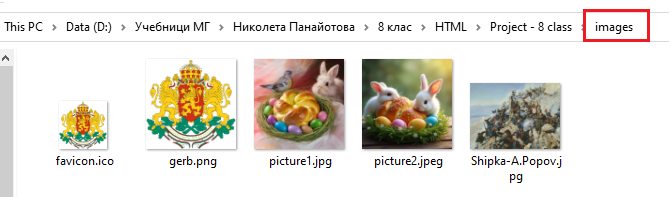 This PC > Data (D:) > Учебници МГ > Николета Панайотова > 8 клас > HTML > Project - 8 class > images
favicon.ico
gerb.png
picture1.jpg
picture2.jpeg
Shipka-A.Popov.j
pg